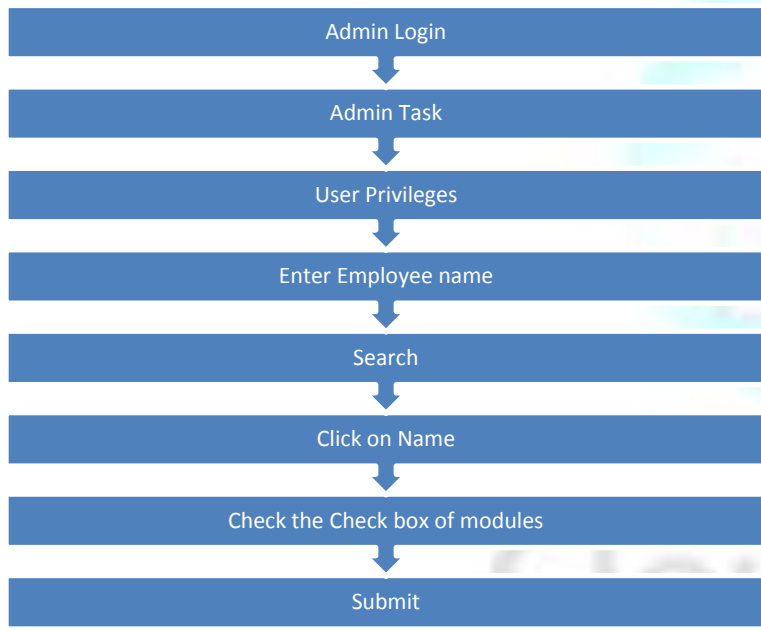 Admin Login
Admin Task
User Privileges
Enter Employee name
Search
Click on Name
Check the Check box of modules
Submit